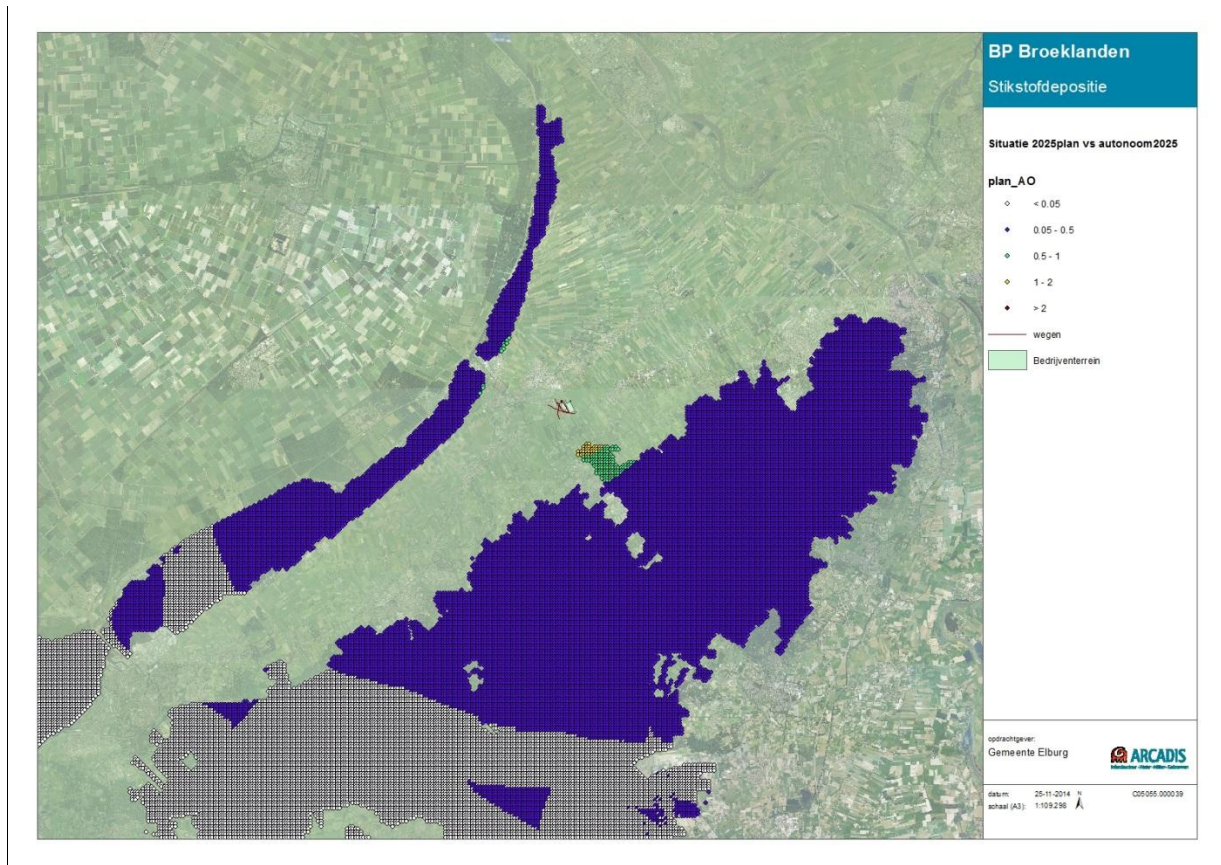 BP Broeklanden
Stikstofdepositie
Situatie 2025plan vs autonoom2025
plan_AO
< 0.05
0.05 - 0.5
0.5 - 1
1 - 2
> 2
wegen
Bedrijventerrein
opdrachtgever:
Gemeente Elburg
ARCADIS
datum: 25-11-2014 N C05055.000039
schaal (A3): 1:109.298